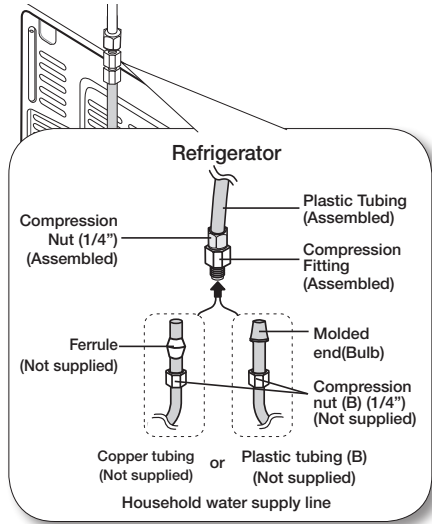 Refrigerator
Plastic Tubing
(Assembled)
Compression
Nut (1/4”)
(Assembled)
Compression
Fitting
(Assembled)
Ferrule
(Not supplied)
Molded
end(Bulb)
Compression
nut (B) (1/4”)
(Not supplied)
Copper tubing
(Not supplied)
or
Plastic tubing (B)
(Not supplied)
Household water supply line